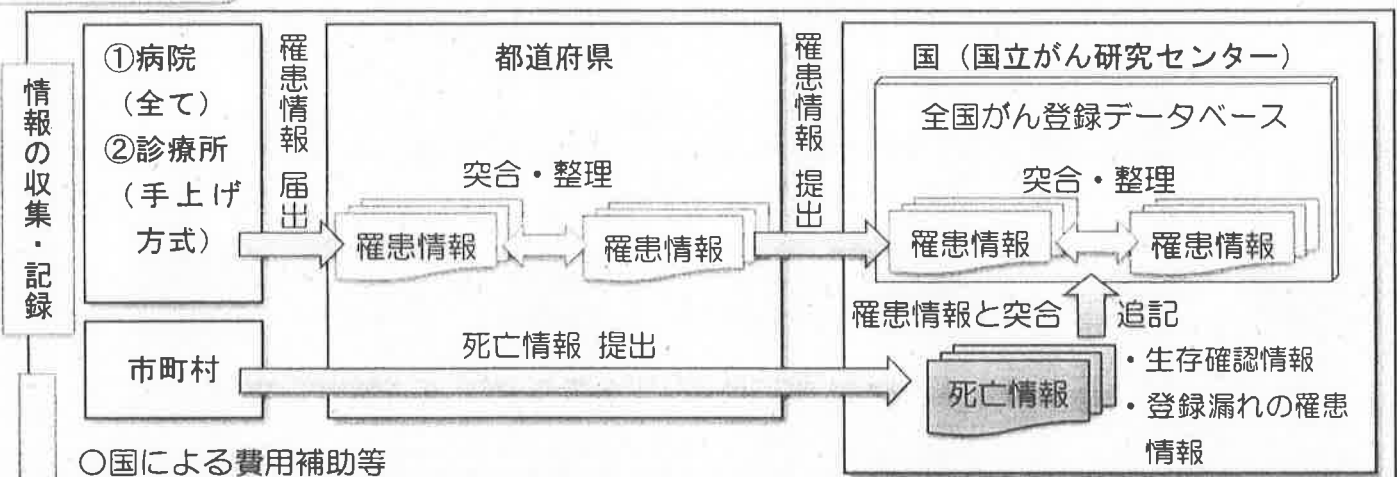 情報の収集・記録
①病院
（全て）
②診療所
（手上げ
方式）
市町村
罹患情報 届出
都道府県
突合・整理
罹患情報
罹患情報
死亡情報 提出
罹患情報 提出
国（国立がん研究センター）
全国がん登録データベース
突合・整理
罹患情報
罹患情報
罹患情報と突合
追記
死亡情報
・生存確認情報
・登録漏れの罹患
情報
○国による費用補助等